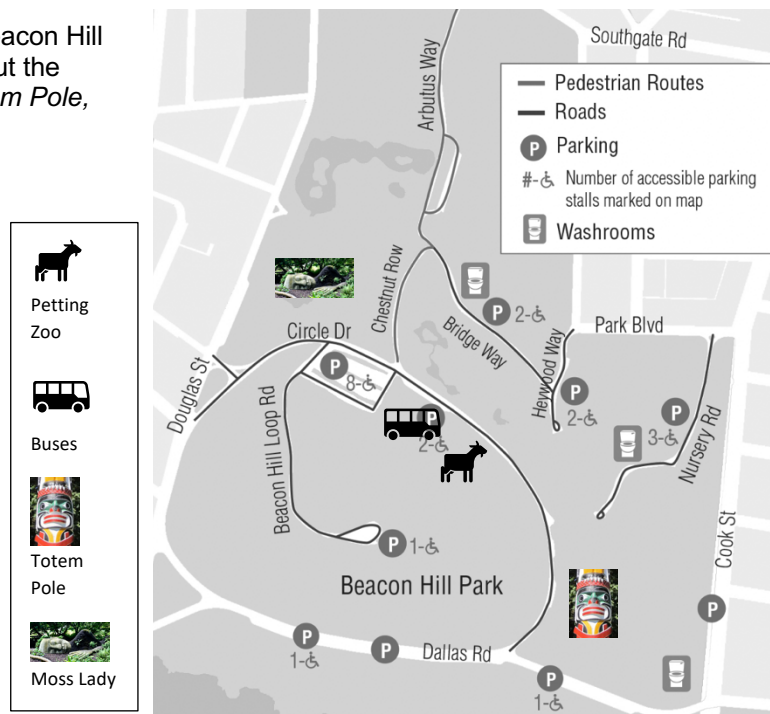 eacon Hill
ut the
m Pole,
Petting
Zoo
Buses
Totem
Pole
Moss Lady
Southgate Rd
Pedestrian Routes
Roads
P Parking
#- Number of accessible parking
stalls marked on map
Washrooms
Arbutus Way
Chestnut Row
P 2-
Bridge Way
Park Blvd
Heywood Way
Circle Dr
Douglas St
P 8-
P 2-
P 2-
P 3-
Nursery Rd
Beacon Hill Loop Rd
P 1-
Beacon Hill Park
Cook St
P
P 1-
P
Dallas Rd
P 1-